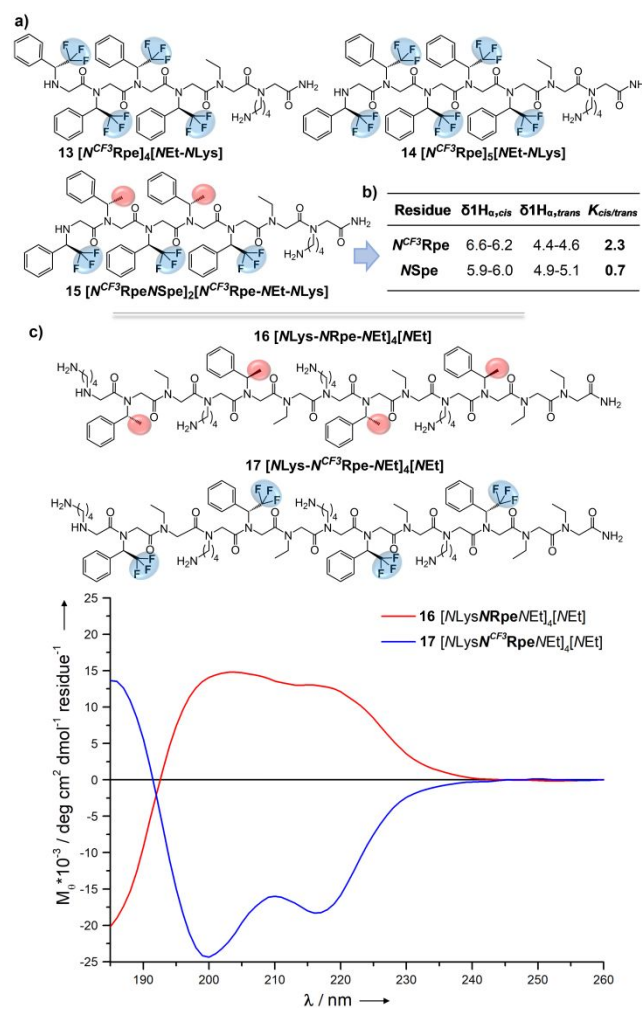 a)
F F F
F F F
F F F
F F F
HN N N N N N NH2
O O O O O O
F F F
F F F
F F F
F F F
H2N
4
13 [NCF3Rpe]4[NEt-NLys]
14 [NCF3Rpe]5[NEt-NLys]
b)
Residue δ1Hα,cis δ1Hα,trans Kcis/trans
NCF3Rpe 6.6-6.2 4.4-4.6 2.3
NSpe 5.9-6.0 4.9-5.1 0.7
15 [NCF3RpeNSpe]2[NCF3Rpe-NEt-NLys]
c)
16 [NLys-NRpe-NEt]4[NEt]
17 [NLys-NCF3Rpe-NEt]4[NEt]
16 [NLysNRpeNEt]4[NEt]
17 [NLysNCF3RpeNEt]4[NEt]
25
20
15
10
5
0
-5
-10
-15
-20
-25
Mθ*10-3 / deg cm2 dmol-1 residue-1
190 200 210 220 230 240 250 260
λ / nm